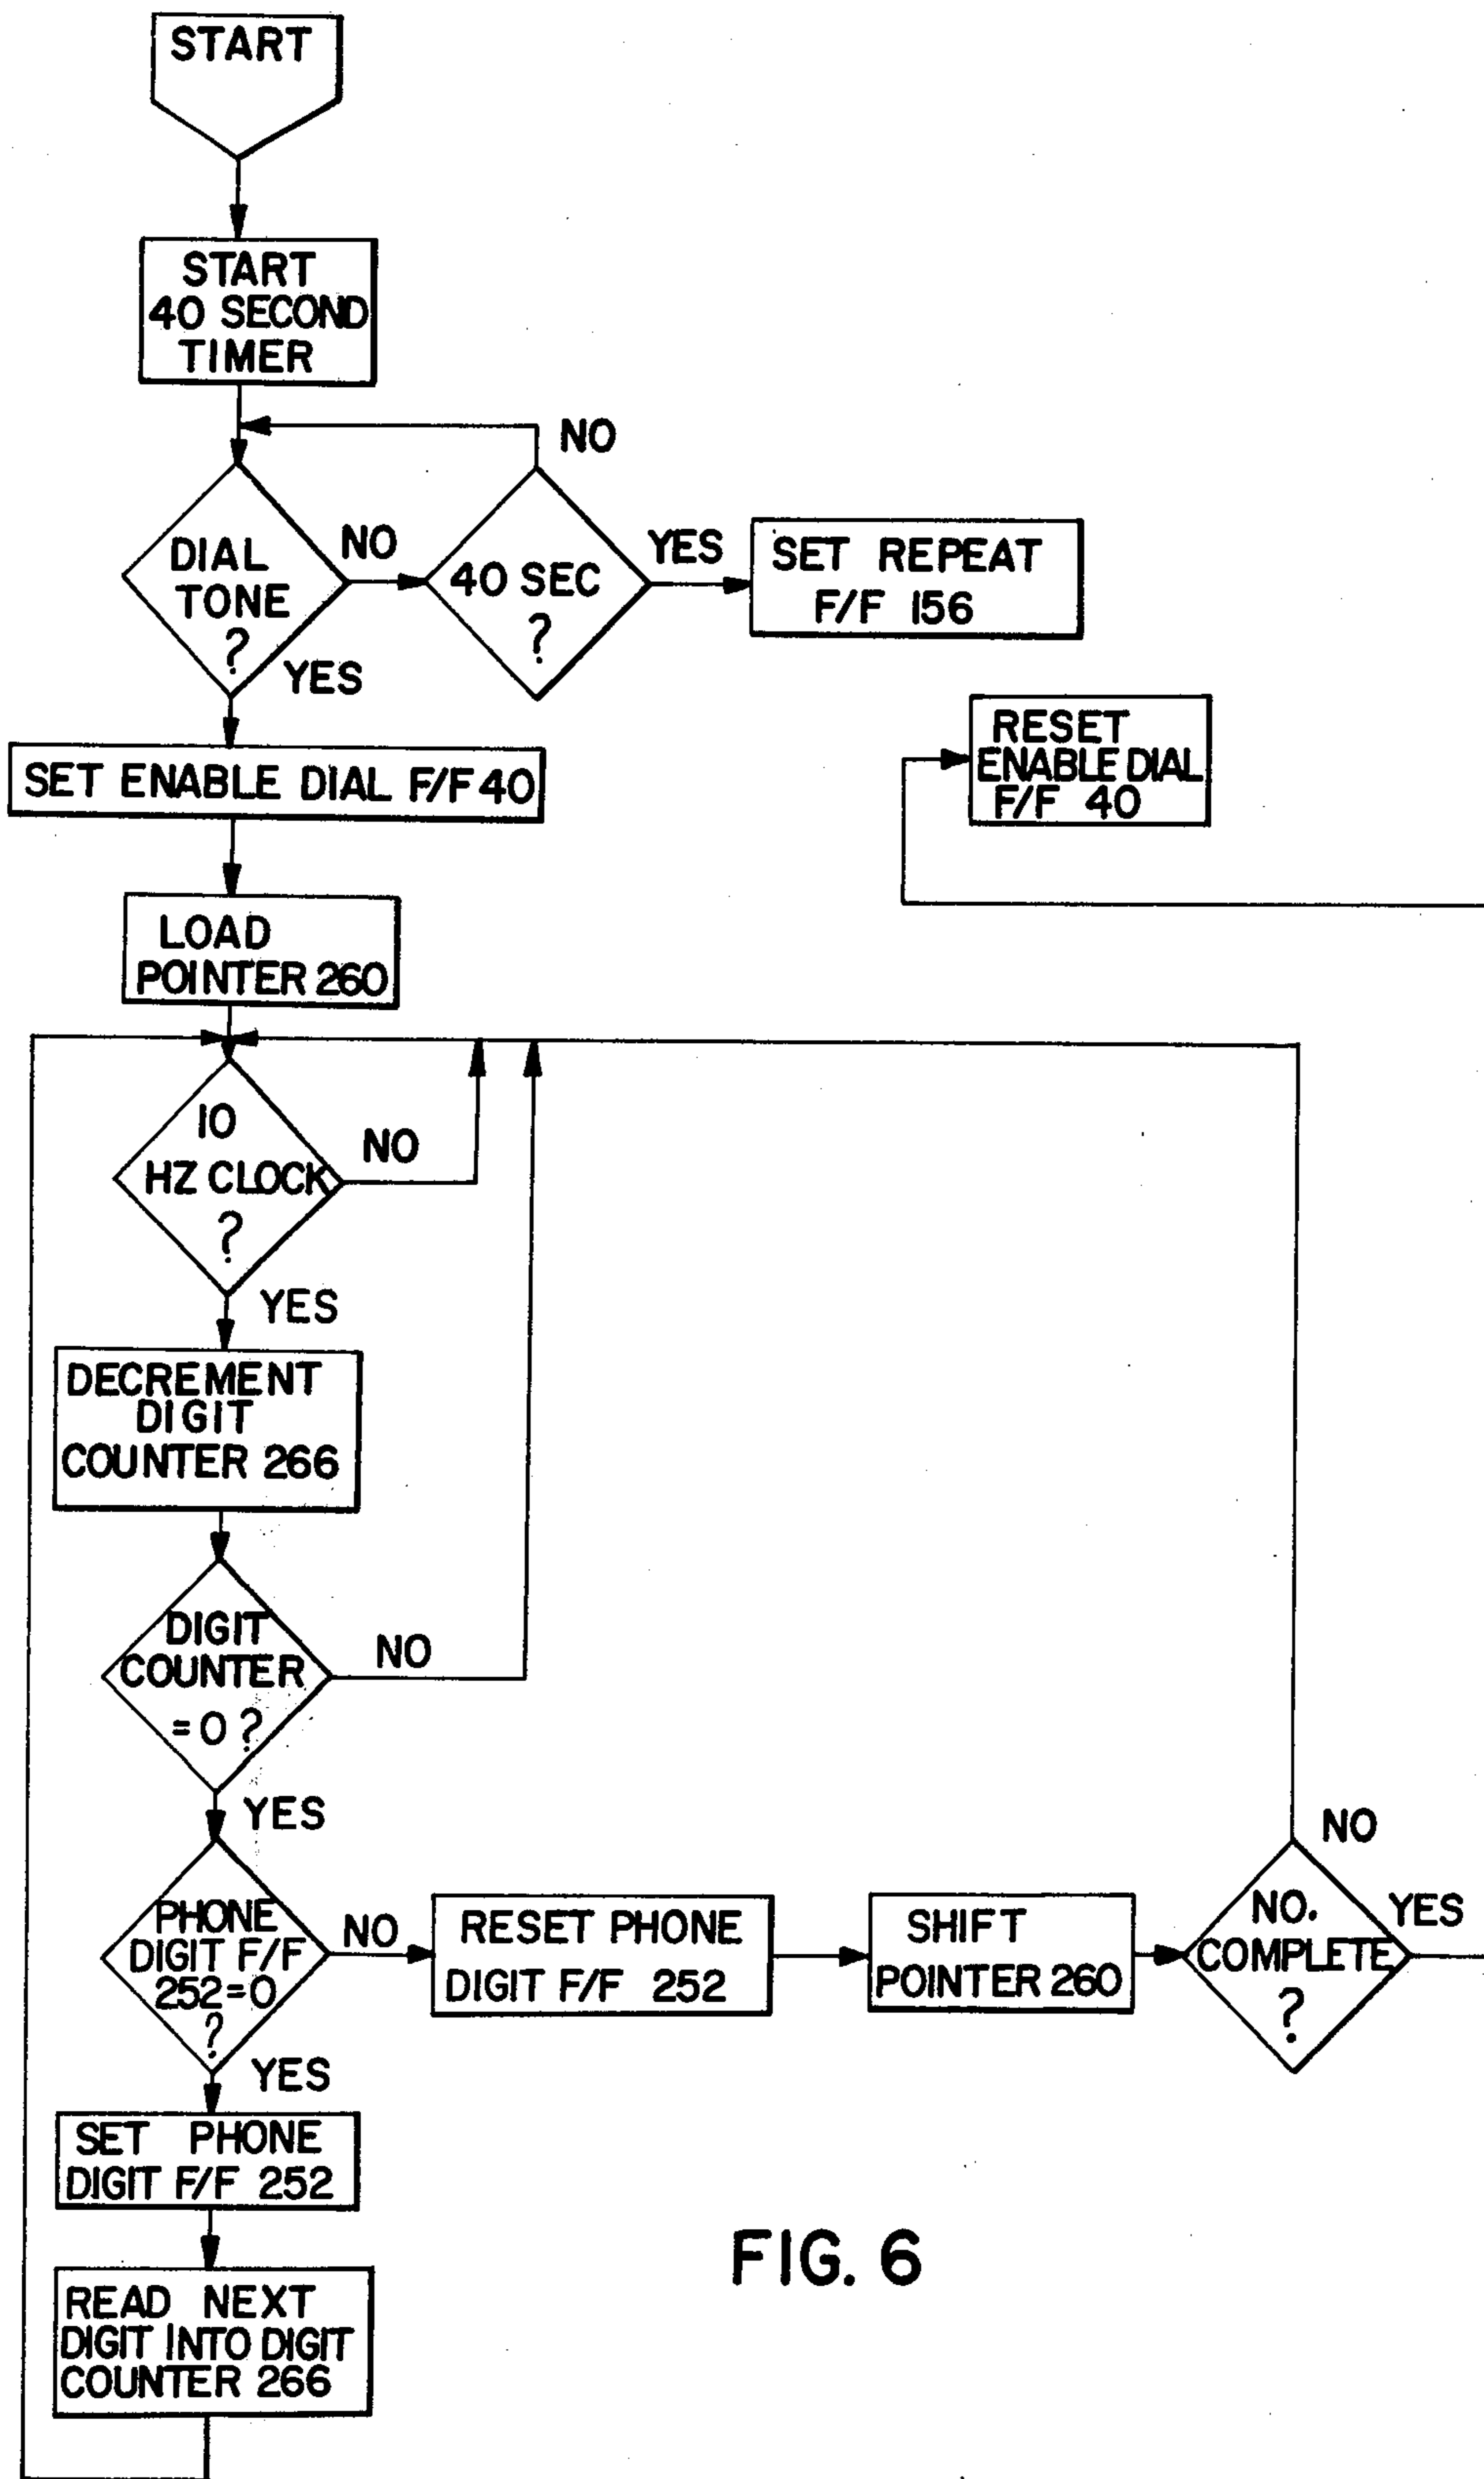 START
START
40 SECOND
TIMER
NO
DIAL
TONE
?
NO
40 SEC
?
YES
SET REPEAT
F/F 156
YES
SET ENABLE DIAL F/F 40
RESET
ENABLE DIAL
F/F 40
LOAD
POINTER 260
10
HZ CLOCK
?
NO
YES
DECREMENT
DIGIT
COUNTER 266
DIGIT
COUNTER
=0 ?
NO
YES
PHONE
DIGIT F/F
252=0
?
NO
RESET PHONE
DIGIT F/F 252
SHIFT
POINTER 260
NO.
COMPLETE
?
NO
YES
YES
SET PHONE
DIGIT F/F 252
READ NEXT
DIGIT INTO DIGIT
COUNTER 266
FIG. 6